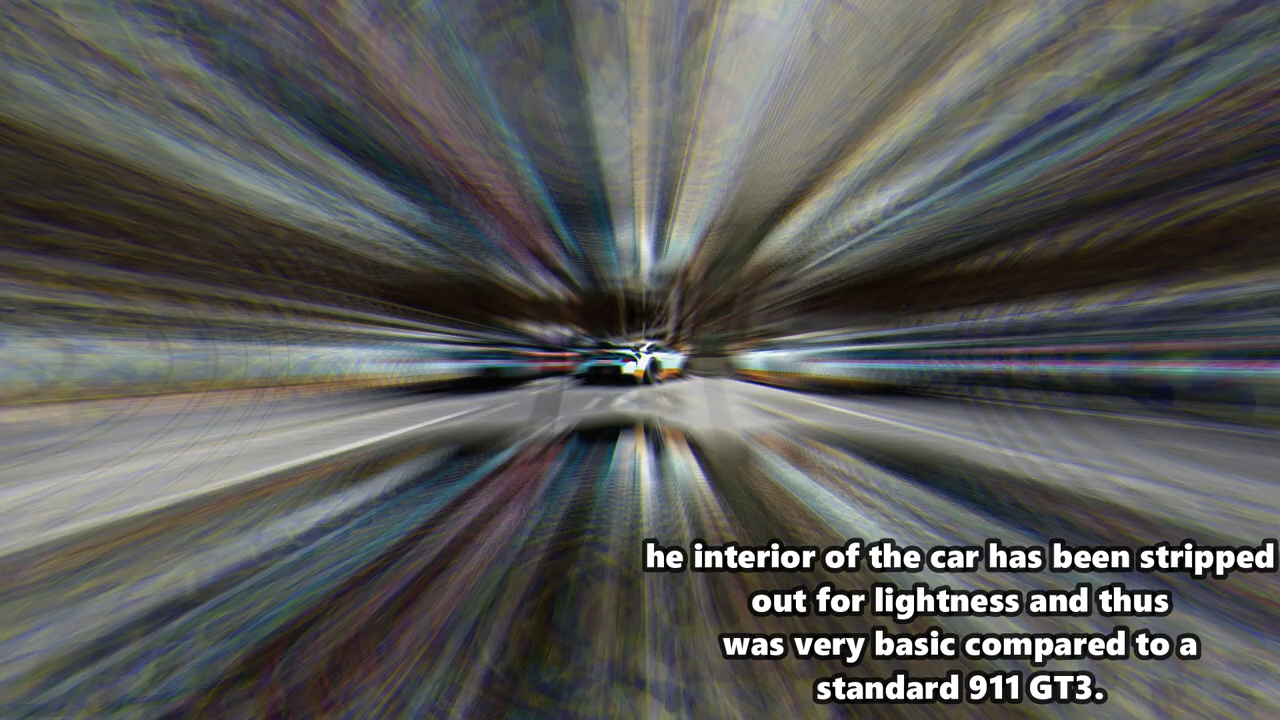 he interior of the car has been stripped
out for lightness and thus
was very basic compared to a
standard 911 GT3.